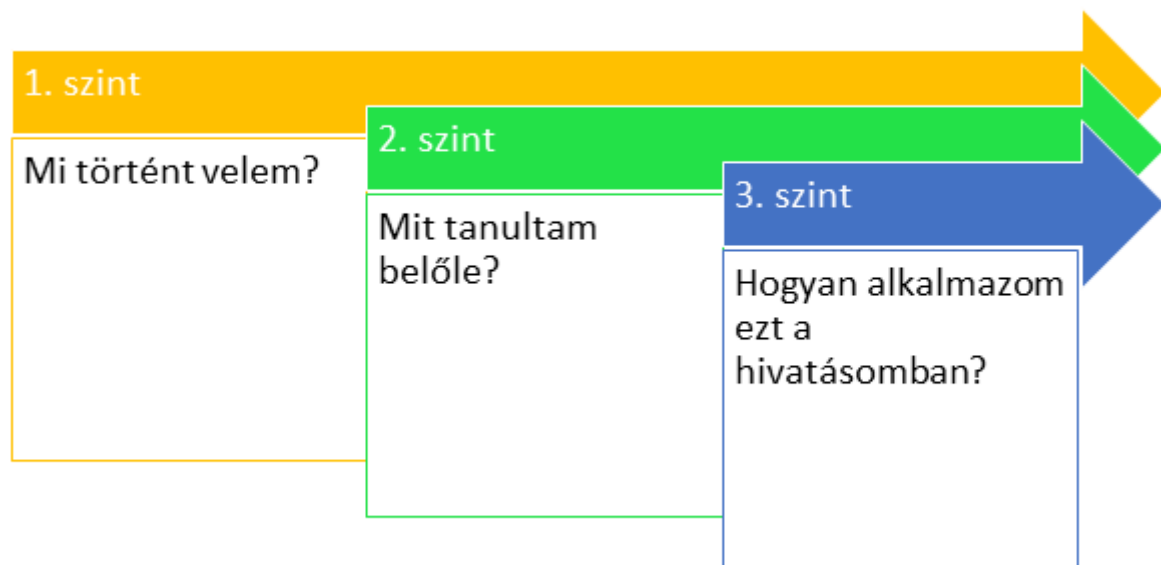 1. szint
Mi történt velem?
2. szint
Mit tanultam
belőle?
3. szint
Hogyan alkalmazom
ezt a
hivatásomban?